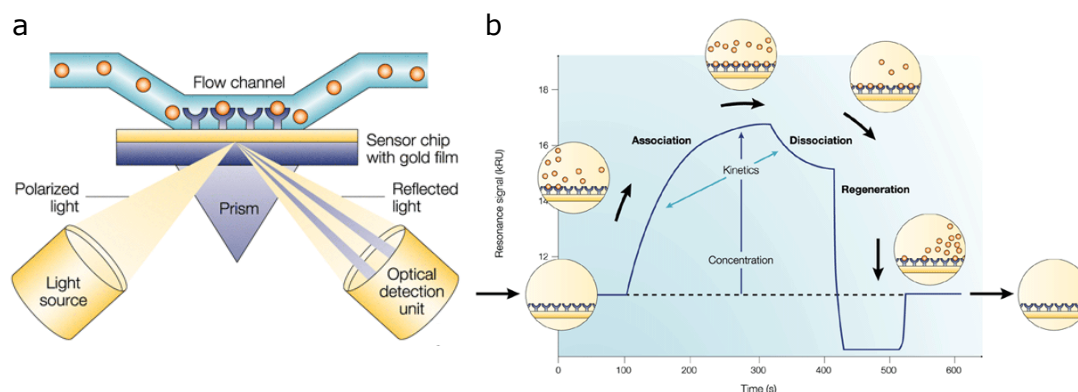 a
Flow channel
Sensor chip
with gold film
Polarized
light
Reflected
light
Prism
Light
source
Optical
detection
unit
b
Resonance signal (kRU)
18
16
14
12
Association
Dissociation
Kinetics
Regeneration
Concentration
0
100
200
300
400
500
600
Time (s)